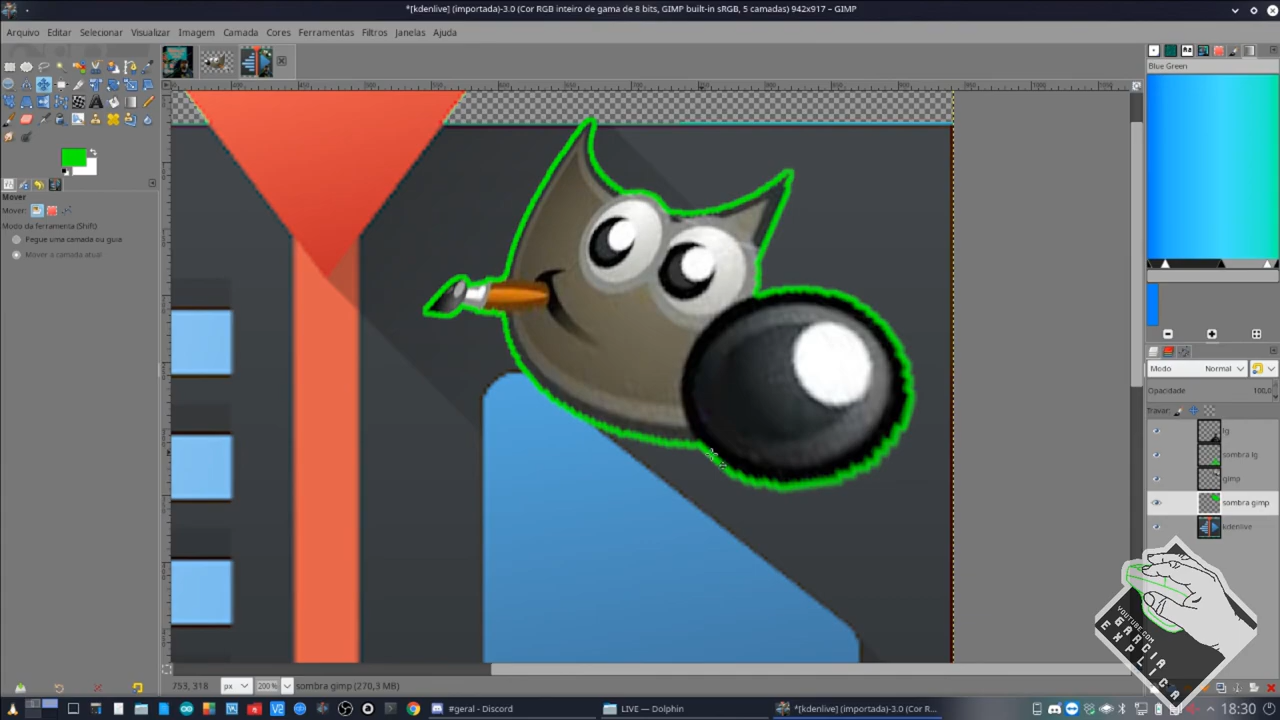 *[kdenlive] (importada)-3.0 (Cor RGB inteiro de gama de 8 bits, GIMP built-in sRGB, 5 camadas) 942x917 – GIMP
Arquivo Editar Selecionar Visualizar Imagem Camada Cores Ferramentas Filtros Janelas Ajuda
Blue Green
Mover
Mover:
Modo da ferramenta (Shift)
Pegue uma camada ou guia
Mover a camada atual
Modo Normal
Opacidade 100,0
Travar:
lg
sombra lg
gimp
sombra gimp
kdenlive
YOUTUBE.COM
GARCIA
EXPLICA
753, 318 px 200 % sombra gimp (270,3 MB)
#geral - Discord LIVE — Dolphin *[kdenlive] (importada)-3.0 (Cor R... 18:30